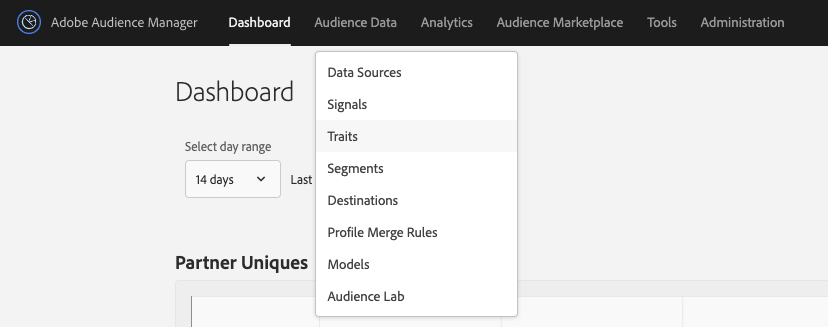 Adobe Audience Manager Dashboard Audience Data Analytics Audience Marketplace Tools Administration
Data Sources
Dashboard
Signals
Traits
Select day range
Segments
14 days Last
Destinations
Profile Merge Rules
Partner Uniques
Models
Audience Lab